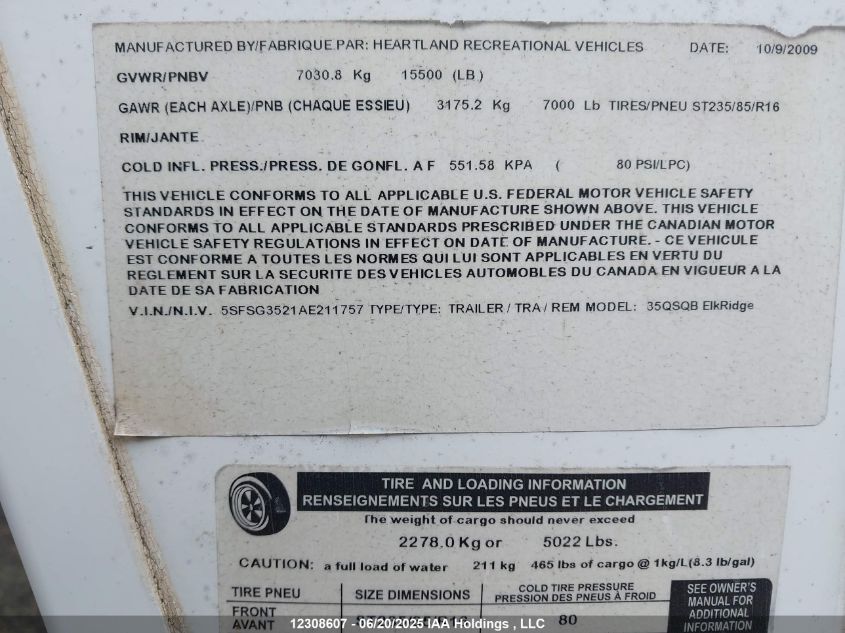 MANUFACTURED BY/FABRIQUE PAR: HEARTLAND RECREATIONAL VEHICLES DATE: 10/9/2009
GVWR/PNBV 7030.8 Kg 15500 (LB)
GAWR (EACH AXLE)/PNB (CHAQUE ESSIEU) 3175.2 Kg 7000 Lb TIRES/PNEU ST235/85/R16
RIM/JANTE
COLD INFL. PRESS./PRESS. DE GONFL. A F 551.58 KPA ( 80 PSI/LPC)
THIS VEHICLE CONFORMS TO ALL APPLICABLE U.S. FEDERAL MOTOR VEHICLE SAFETY
STANDARDS IN EFFECT ON THE DATE OF MANUFACTURE SHOWN ABOVE. THIS VEHICLE
CONFORMS TO ALL APPLICABLE STANDARDS PRESCRIBED UNDER THE CANADIAN MOTOR
VEHICLE SAFETY REGULATIONS IN EFFECT ON DATE OF MANUFACTURE. - CE VEHICULE
EST CONFORME A TOUTES LES NORMES QUI LUI SONT APPLICABLES EN VERTU DU
REGLEMENT SUR LA SECURITE DES VEHICLES AUTOMOBILES DU CANADA EN VIGUEUR A LA
DATE DE SA FABRICATION
V.I.N./N.I.V. 5SFSG3521AE211757 TYPE/TYPE: TRAILER / TRA / REM MODEL: 35QSQB ElkRidge
TIRE AND LOADING INFORMATION
RENSEIGNEMENTS SUR LES PNEUS ET LE CHARGEMENT
The weight of cargo should never exceed
2278.0 Kg or 5022 Lbs.
CAUTION: a full load of water 211 kg 465 lbs of cargo @ 1kg/L(8.3 lb/gal)
TIRE PNEU SIZE DIMENSIONS COLD TIRE PRESSURE
PRESSION DES PNEUS À FROID
SEE OWNER'S
MANUAL FOR
ADDITIONAL
INFORMATION
FRONT
AVANT 80
12308607 - 06/20/2025 IAA Holdings , LLC